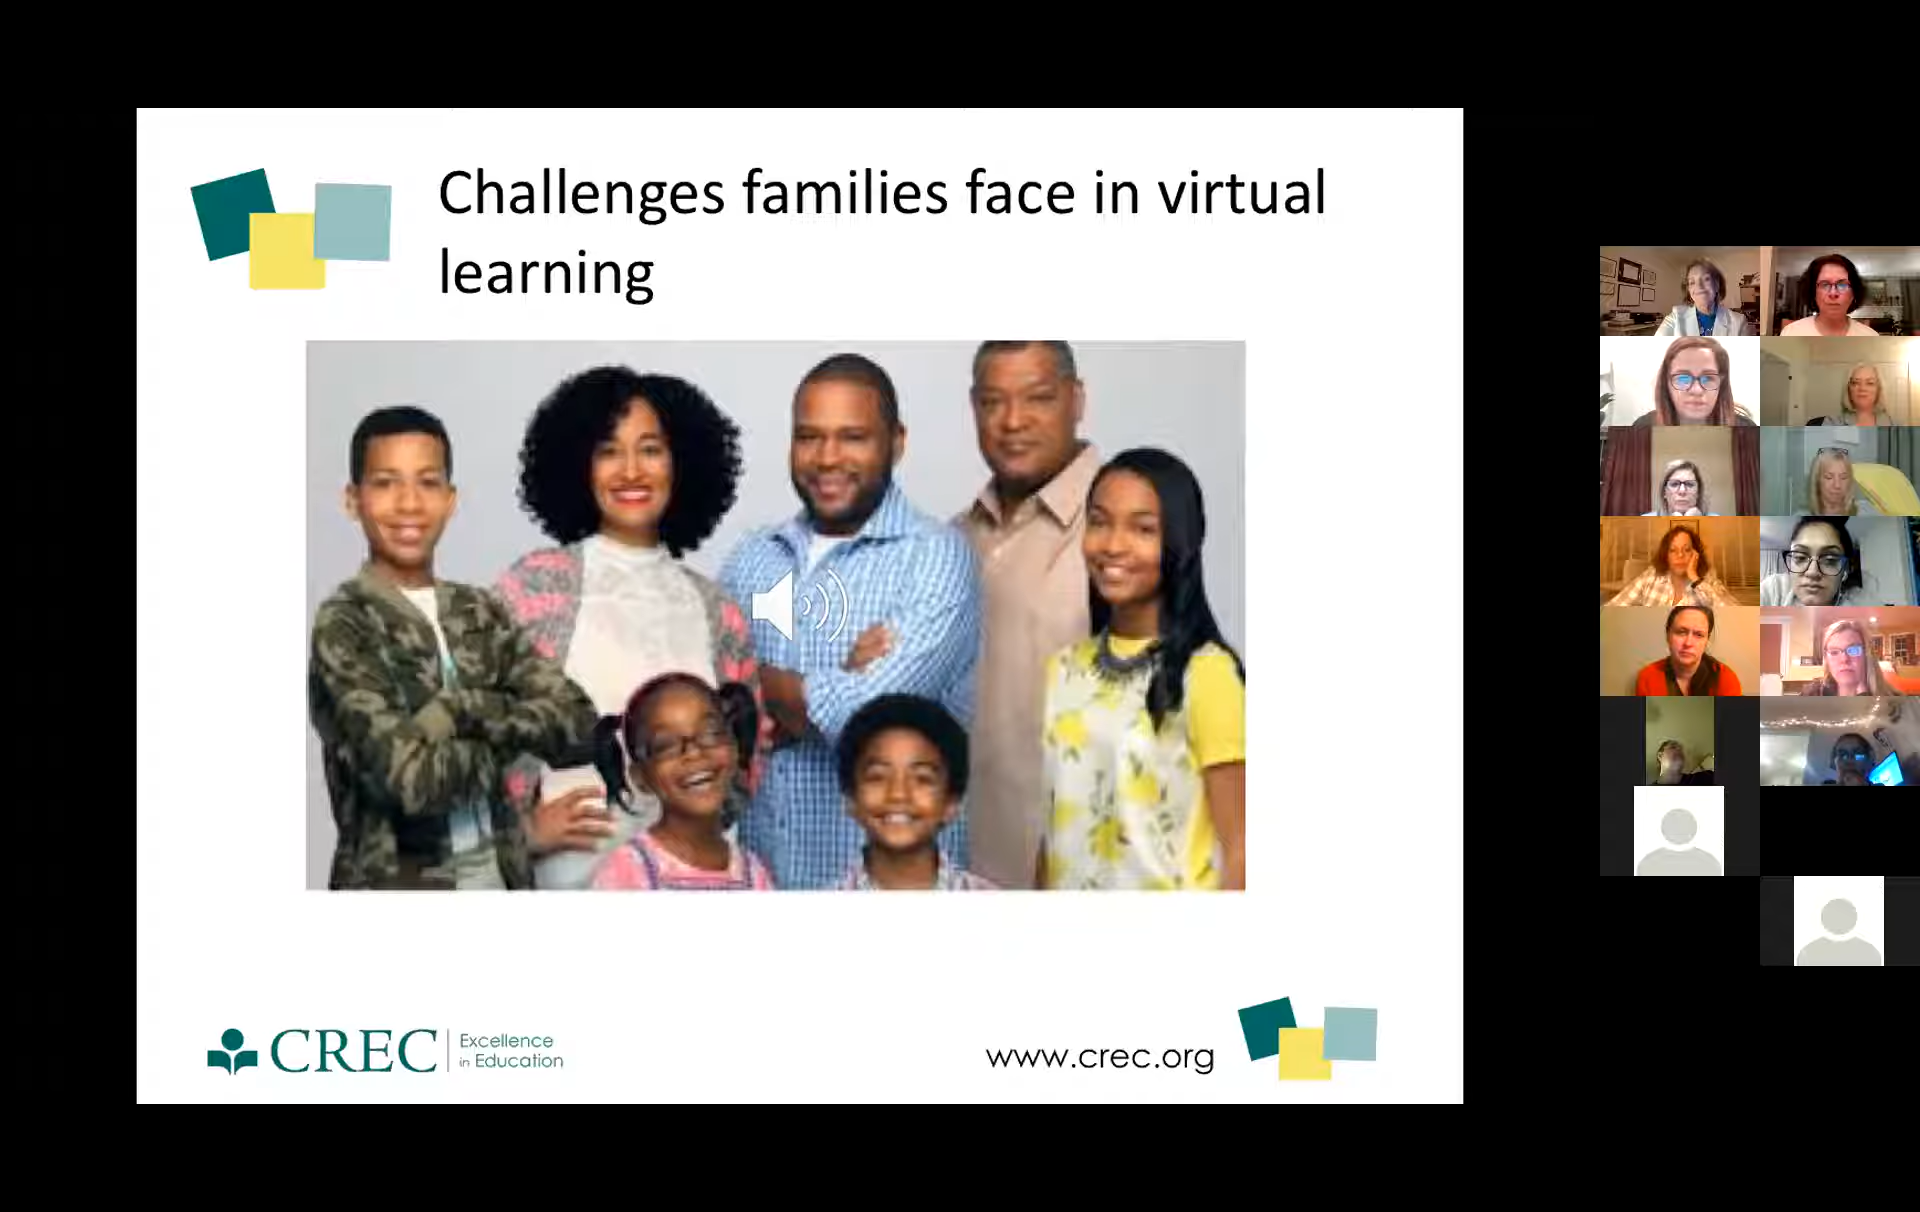 Challenges families face in virtual
learning
CREC
Excellence
in Education
www.crec.org